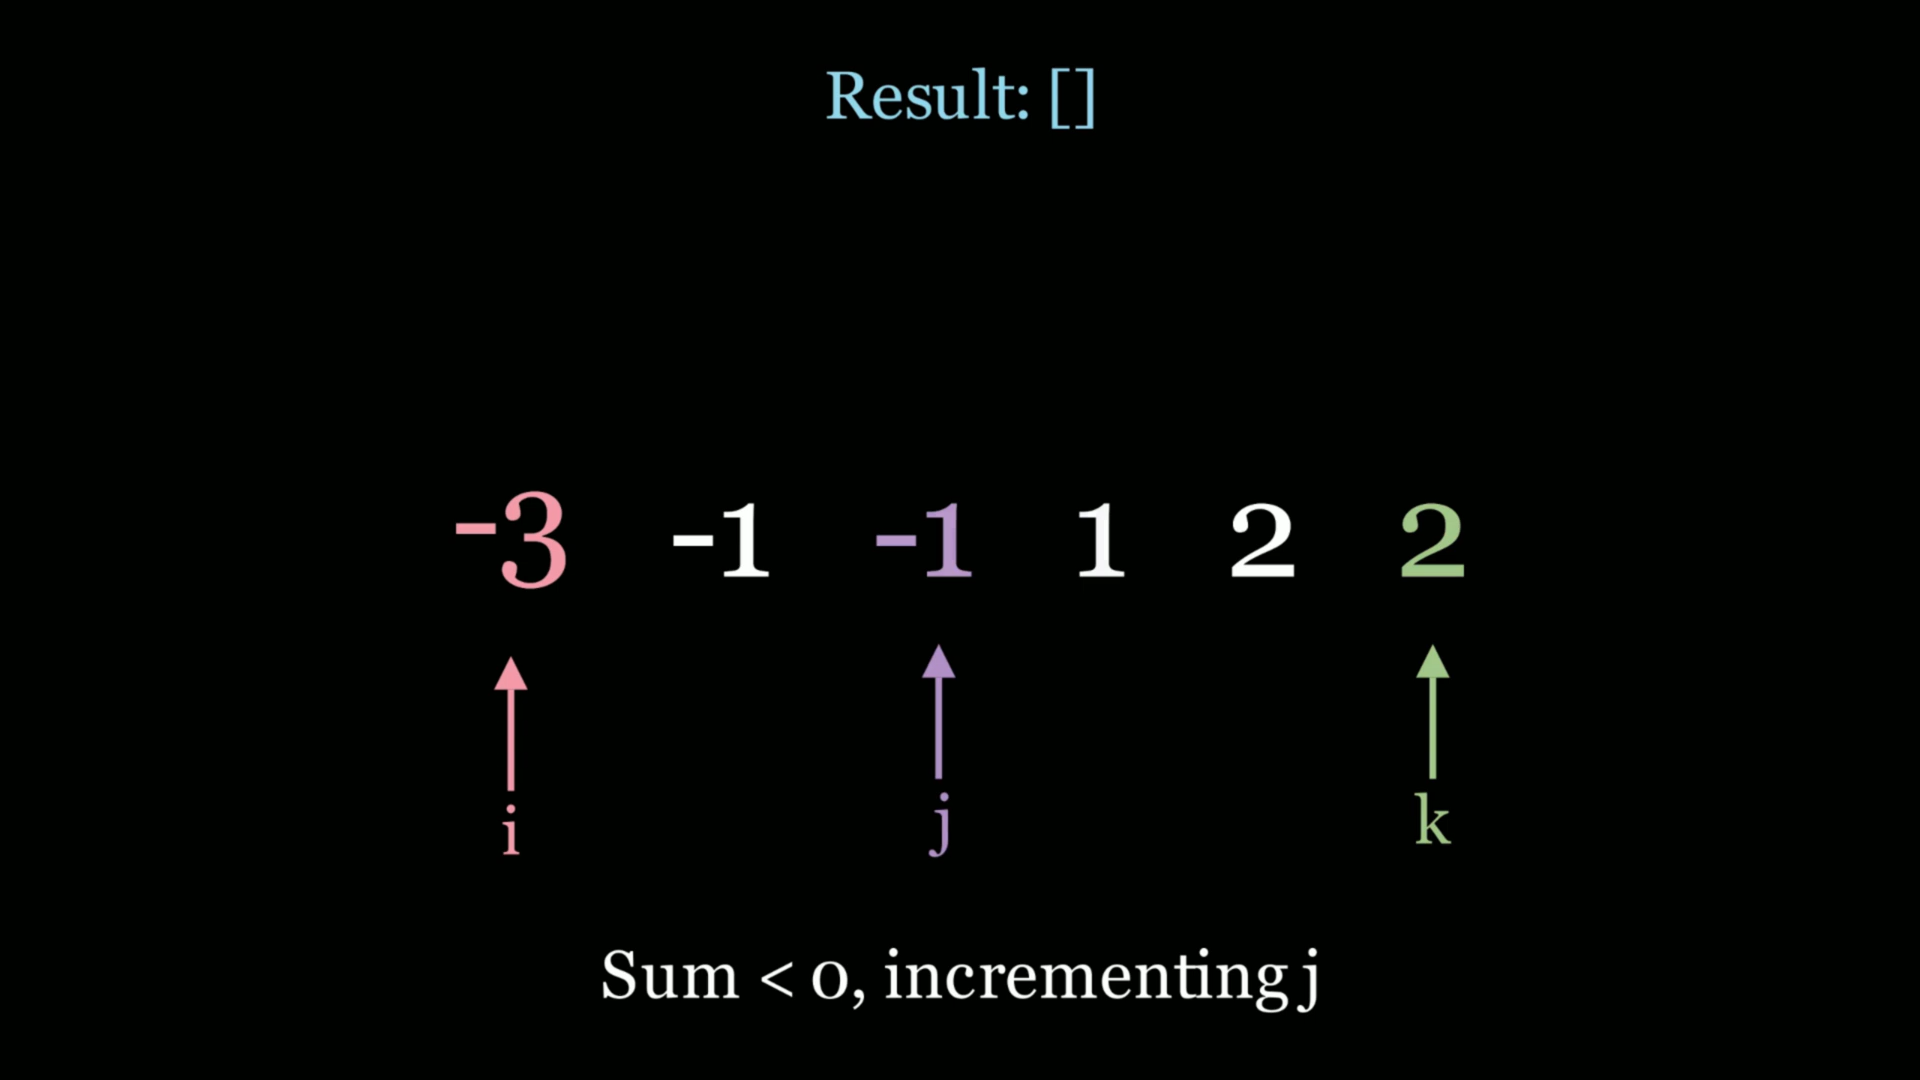 Result: []
-3 -1 -1 1 2 2
i j k
Sum < 0, incrementing j